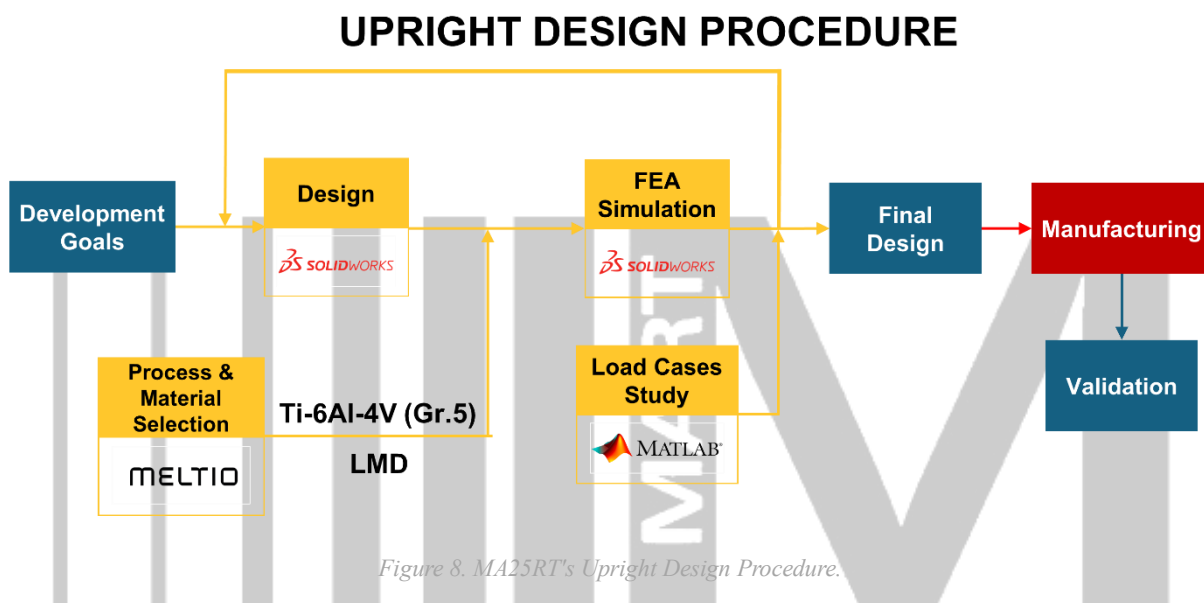 UPRIGHT DESIGN PROCEDURE
Development
Goals
Design
SOLIDWORKS
FEA
Simulation
SOLIDWORKS
Final
Design
Manufacturing
Validation
Process &
Material
Selection
MELTIO
Ti-6Al-4V (Gr.5)
LMD
Load Cases
Study
MATLAB®
MART
Figure 8. MA25RT's Upright Design Procedure.